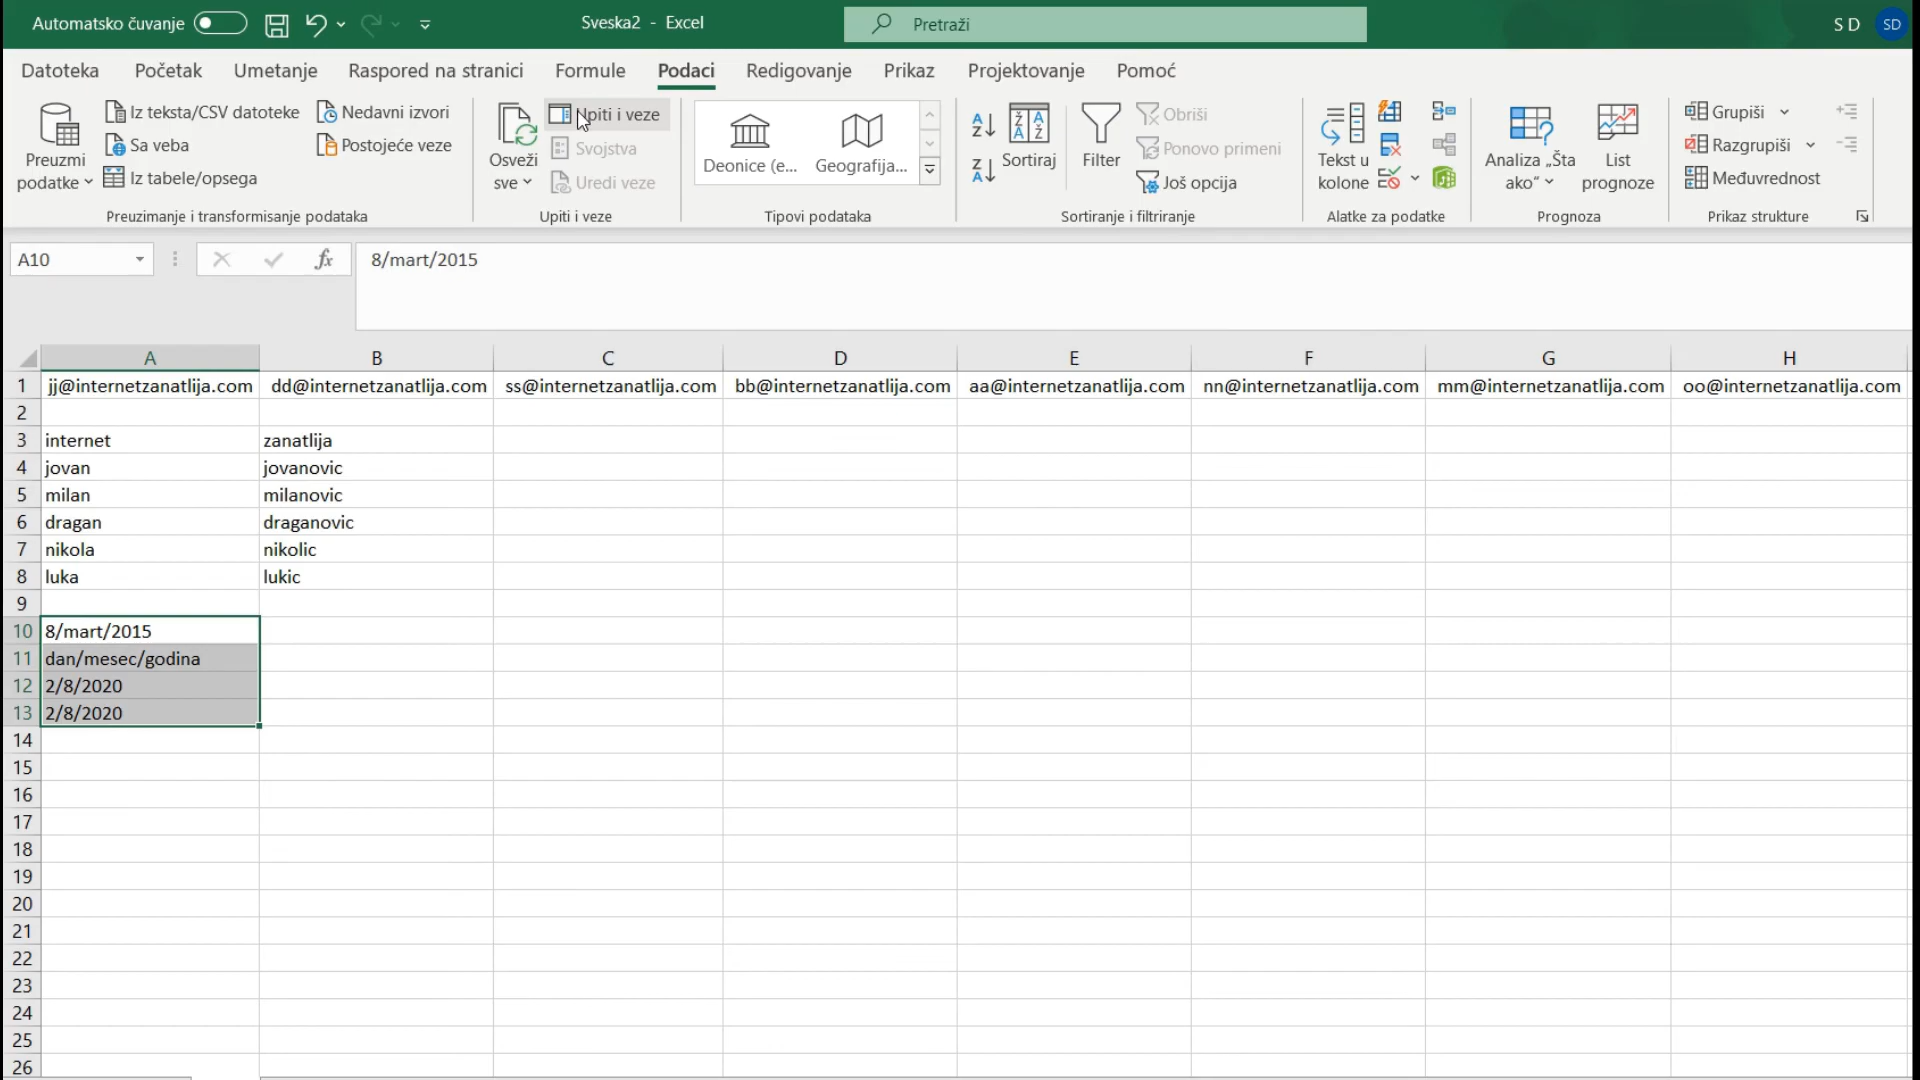 Automatsko čuvanje
Sveska2 - Excel
Pretraži
S D
SD
Datoteka Početak Umetanje Raspored na stranici Formule Podaci Redigovanje Prikaz Projektovanje Pomoć
Preuzmi podatke
Iz teksta/CSV datoteke
Sa veba
Iz tabele/opsega
Nedavni izvori
Postojeće veze
Preuzimanje i transformisanje podataka
Osveži sve
Upiti i veze
Svojstva
Uredi veze
Upiti i veze
Deonice (e...
Geografija...
Tipovi podataka
Sortiraj
Filter
Obriši
Ponovo primeni
Još opcija
Sortiranje i filtriranje
Tekst u kolone
Alatke za podatke
Analiza „Šta ako“
List prognoze
Prognoza
Grupiši
Razgrupiši
Međuvrednost
Prikaz strukture
A10
fx
8/mart/2015
A B C D E F G H
1 jj@internetzanatlija.com dd@internetzanatlija.com ss@internetzanatlija.com bb@internetzanatlija.com aa@internetzanatlija.com nn@internetzanatlija.com mm@internetzanatlija.com oo@internetzanatlija.com
2
3 internet zanatlija
4 jovan jovanovic
5 milan milanovic
6 dragan draganovic
7 nikola nikolic
8 luka lukic
9
10 8/mart/2015
11 dan/mesec/godina
12 2/8/2020
13 2/8/2020
14
15
16
17
18
19
20
21
22
23
24
25
26